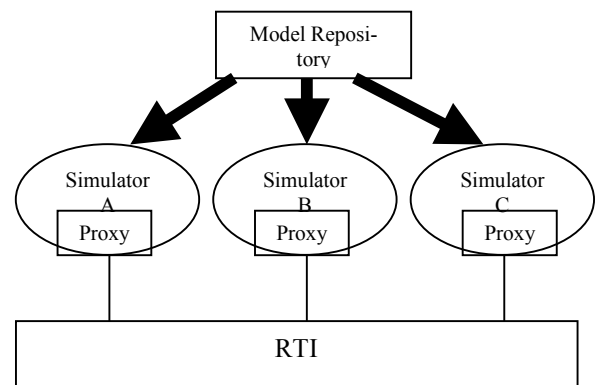 Model Reposi-
tory
Simulator
A
Proxy
Simulator
B
Proxy
Simulator
C
Proxy
RTI